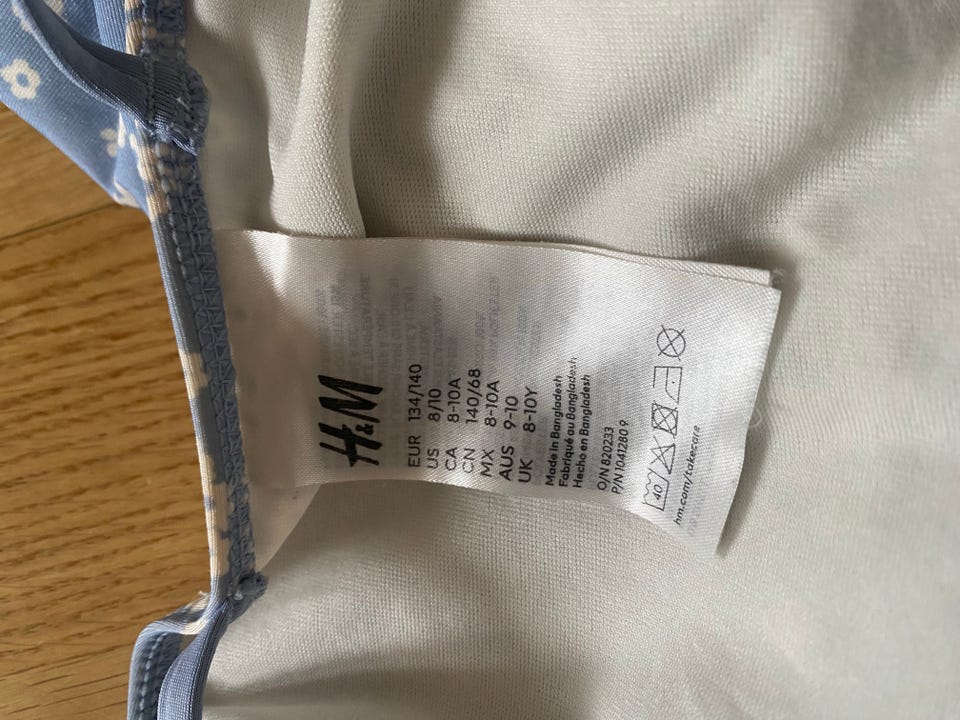 H&M
EUR 134/140
US 8/10
CA 8-10A
CN 140/68
MX 8-10A
AUS 9-10
UK 8-10Y
Made in Bangladesh
Fabriqué au Bangladesh
Hecho en Bangladesh
O/N 820233
P/N 1041280 9
40
hm.com/takecare